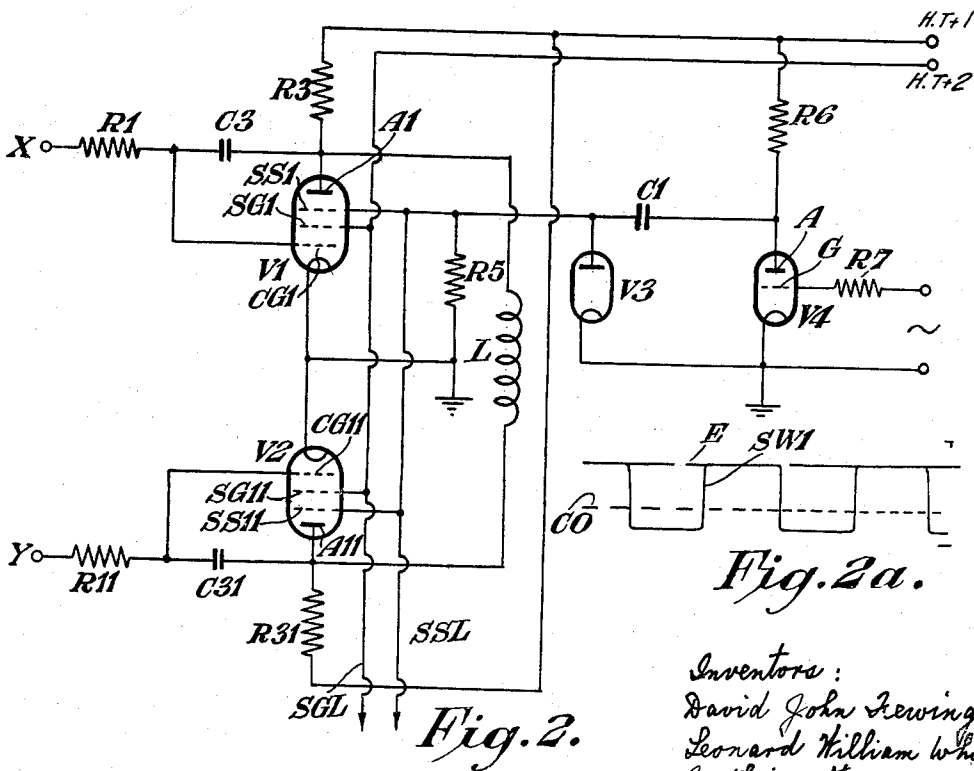 H.T+1
H.T+2
R3
A1
R6
X
R1
C3
SS1
SG1
C1
A
G
R7
V1
CG1
R5
V3
V4
L
~
CG11
V2
E
SW1
SG11
SS11
CO
A11
Y
R11
C31
Fig.2a.
R31
SSL
SGL
Fig.2.
Inventors:
David John
Leonard William